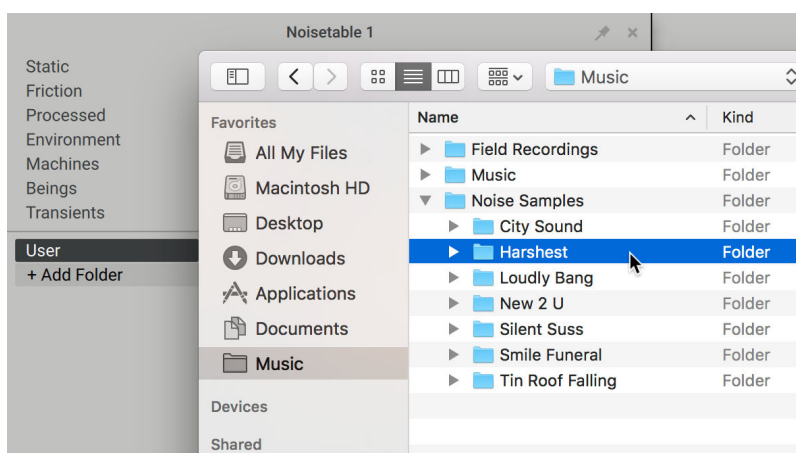 Noisetable 1
Static
Friction
Processed
Environment
Machines
Beings
Transients
User
+ Add Folder
Music
Favorites
All My Files
Macintosh HD
Desktop
Downloads
Applications
Documents
Music
Devices
Shared
Name Kind
Field Recordings Folder
Music Folder
Noise Samples Folder
City Sound Folder
Harshest Folder
Loudly Bang Folder
New 2 U Folder
Silent Suss Folder
Smile Funeral Folder
Tin Roof Falling Folder